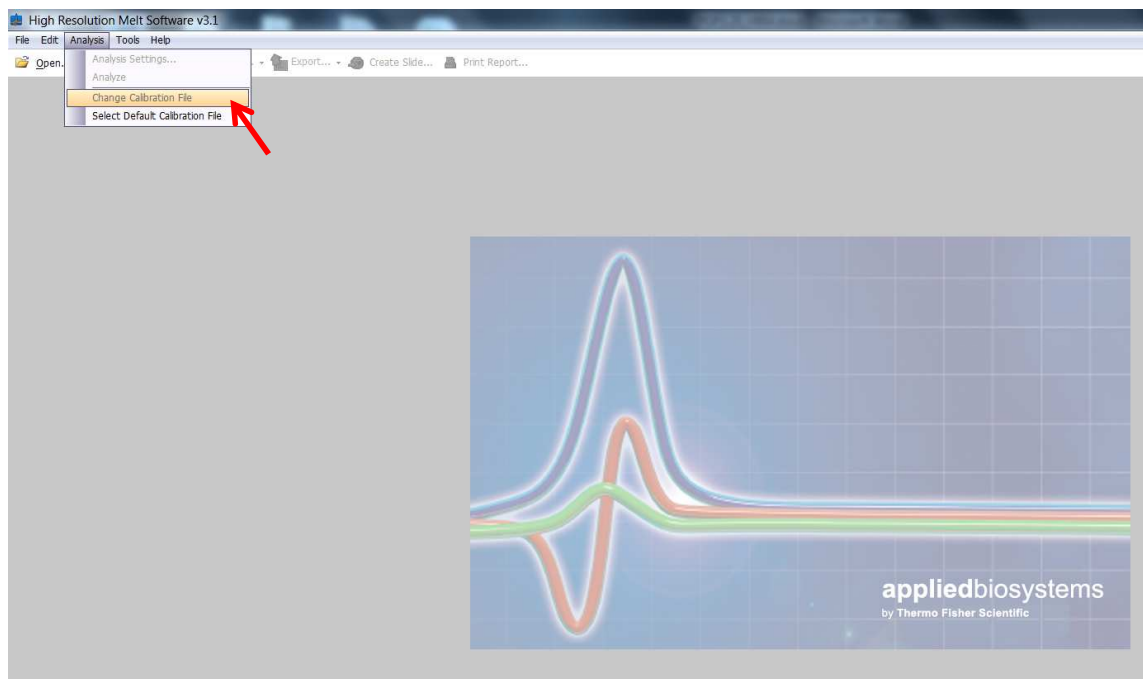 High Resolution Melt Software v3.1
File Edit Analysis Tools Help
Open. Export... Create Slide... Print Report...
Analysis Settings...
Analyze
Change Calibration File
Select Default Calibration File
appliedbiosystems
by Thermo Fisher Scientific